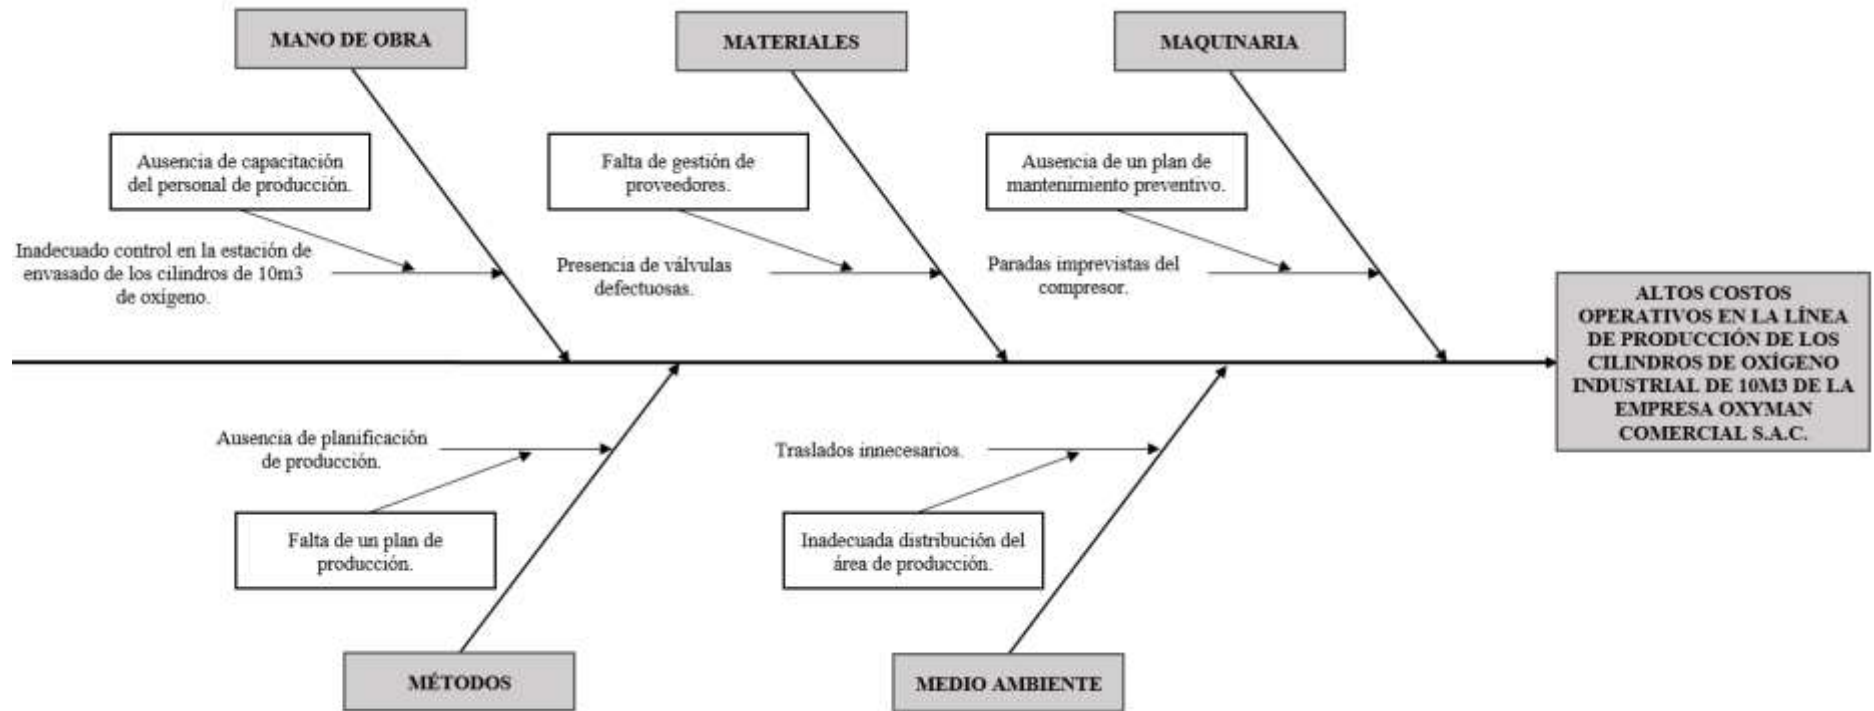 MANO DE OBRA
MATERIALES
MAQUINARIA
Ausencia de capacitación
del personal de producción.
Falta de gestión de
proveedores.
Ausencia de un plan de
mantenimiento preventivo.
Inadecuado control en la estación de
envasado de los cilindros de 10m3
de oxígeno.
Presencia de válvulas
defectuosas.
Paradas imprevistas del
compresor.
ALTOS COSTOS
OPERATIVOS EN LA LÍNEA
DE PRODUCCIÓN DE LOS
CILINDROS DE OXÍGENO
INDUSTRIAL DE 10M3 DE LA
EMPRESA OXYMAN
COMERCIAL S.A.C.
Ausencia de planificación
de producción.
Traslados innecesarios.
Falta de un plan de
producción.
Inadecuada distribución del
área de producción.
MÉTODOS
MEDIO AMBIENTE